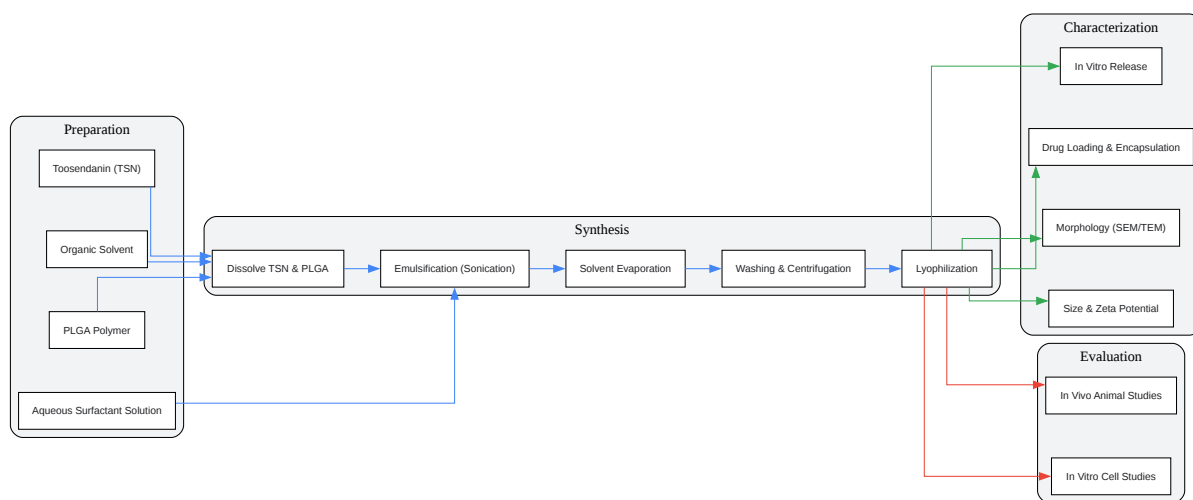 Preparation
Toosendanin (TSN)
Organic Solvent
PLGA Polymer
Aqueous Surfactant Solution
Synthesis
Dissolve TSN & PLGA
Emulsification (Sonication)
Solvent Evaporation
Washing & Centrifugation
Lyophilization
Characterization
In Vitro Release
Drug Loading & Encapsulation
Morphology (SEM/TEM)
Size & Zeta Potential
Evaluation
In Vivo Animal Studies
In Vitro Cell Studies